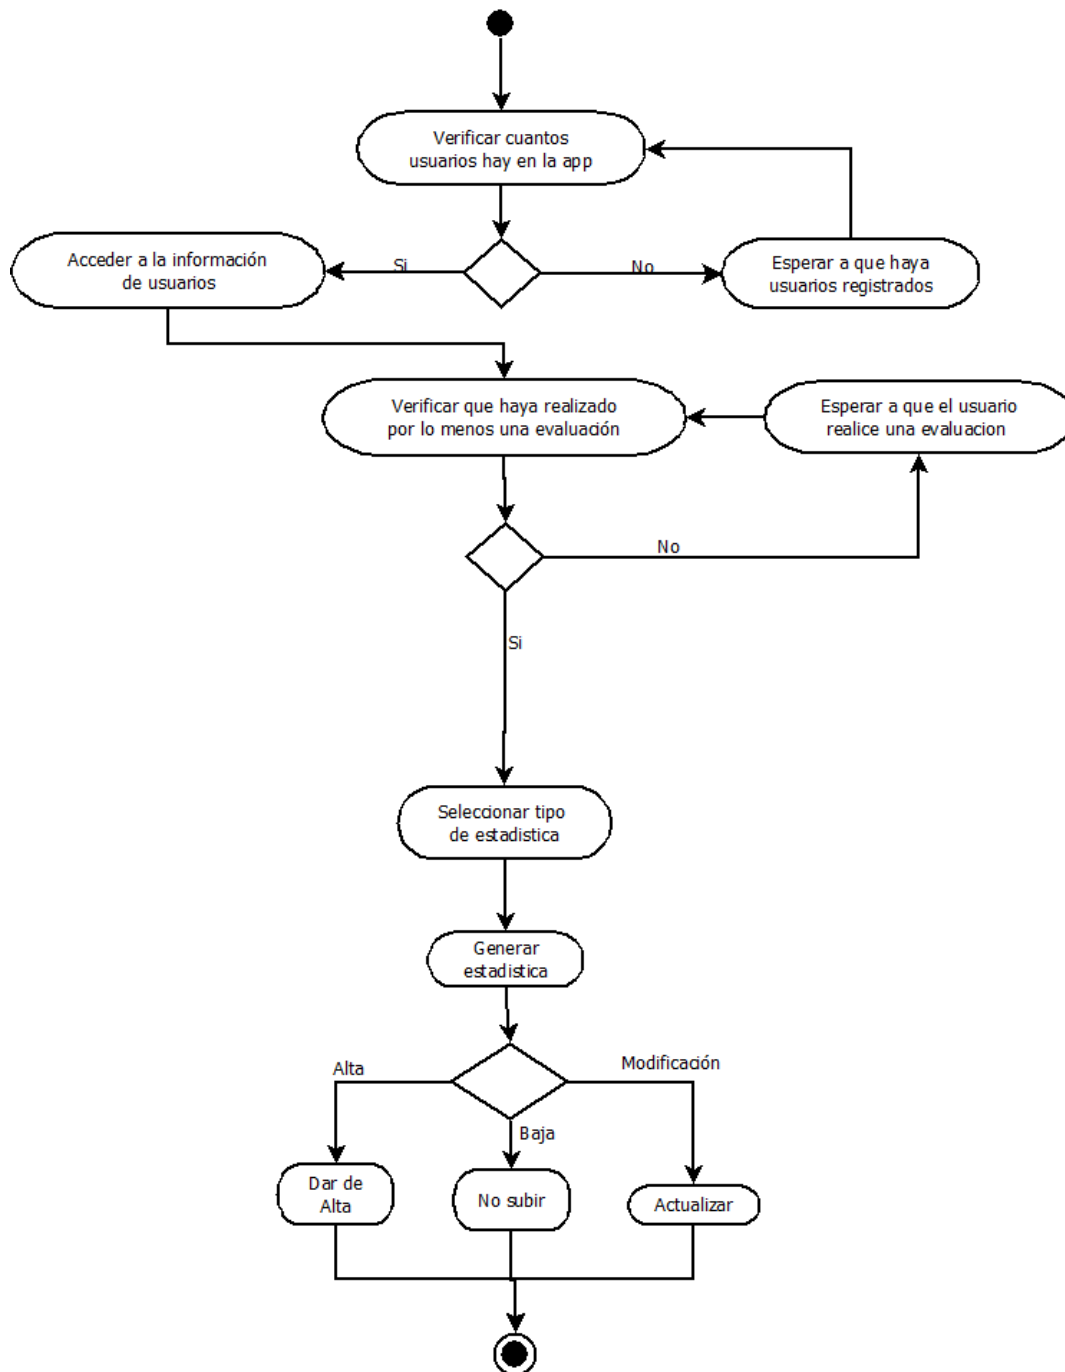 Verificar cuantos
usuarios hay en la app
Acceder a la información
de usuarios
Si
No
Esperar a que haya
usuarios registrados
Verificar que haya realizado
por lo menos una evaluación
Esperar a que el usuario
realice una evaluacion
No
Si
Seleccionar tipo
de estadistica
Generar
estadistica
Alta
Modificación
Baja
Dar de
Alta
No subir
Actualizar